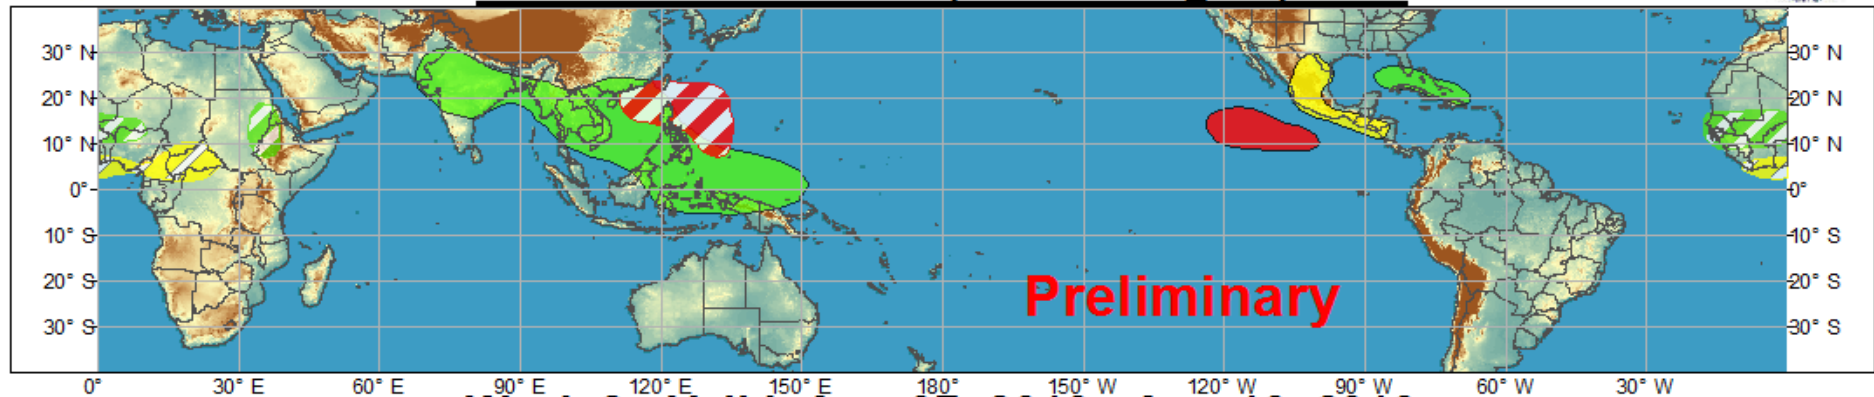 30° N 30° N
20° N 20° N
10° N 10° N
0° 0°
10° S 10° S
20° S Preliminary 20° S
30° S 30° S
0° 30° E 60° E 90° E 120° E 150° E 180° 150° W 120° W 90° W 60° W 30° W